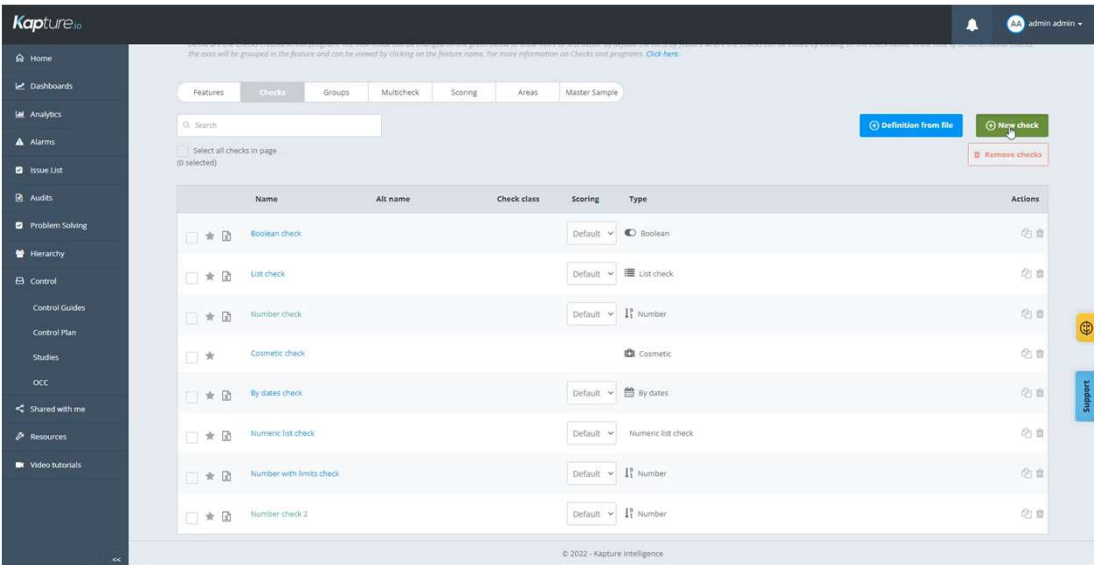 Kapture.io
AA admin admin
Home
Dashboards
Analytics
Alarms
Issue List
Audits
Problem Solving
Hierarchy
Control
Control Guides
Control Plan
Studies
OCC
Shared with me
Resources
Video tutorials
<<
the axis will be grouped in the feature and can be viewed by clicking on the feature name. For more information on Checks and programs, Click here.
Features Checks Groups Multicheck Scoring Areas Master Sample
Search
Definition from file New check
Select all checks in page
(0 selected)
Remove checks
Name Alt name Check class Scoring Type Actions
Boolean check Default Boolean
List check Default List check
Number check Default Number
Cosmetic check Cosmetic
By dates check Default By dates
Numeric list check Default Numeric list check
Number with limits check Default Number
Number check 2 Default Number
Support
© 2022 - Kapture Intelligence